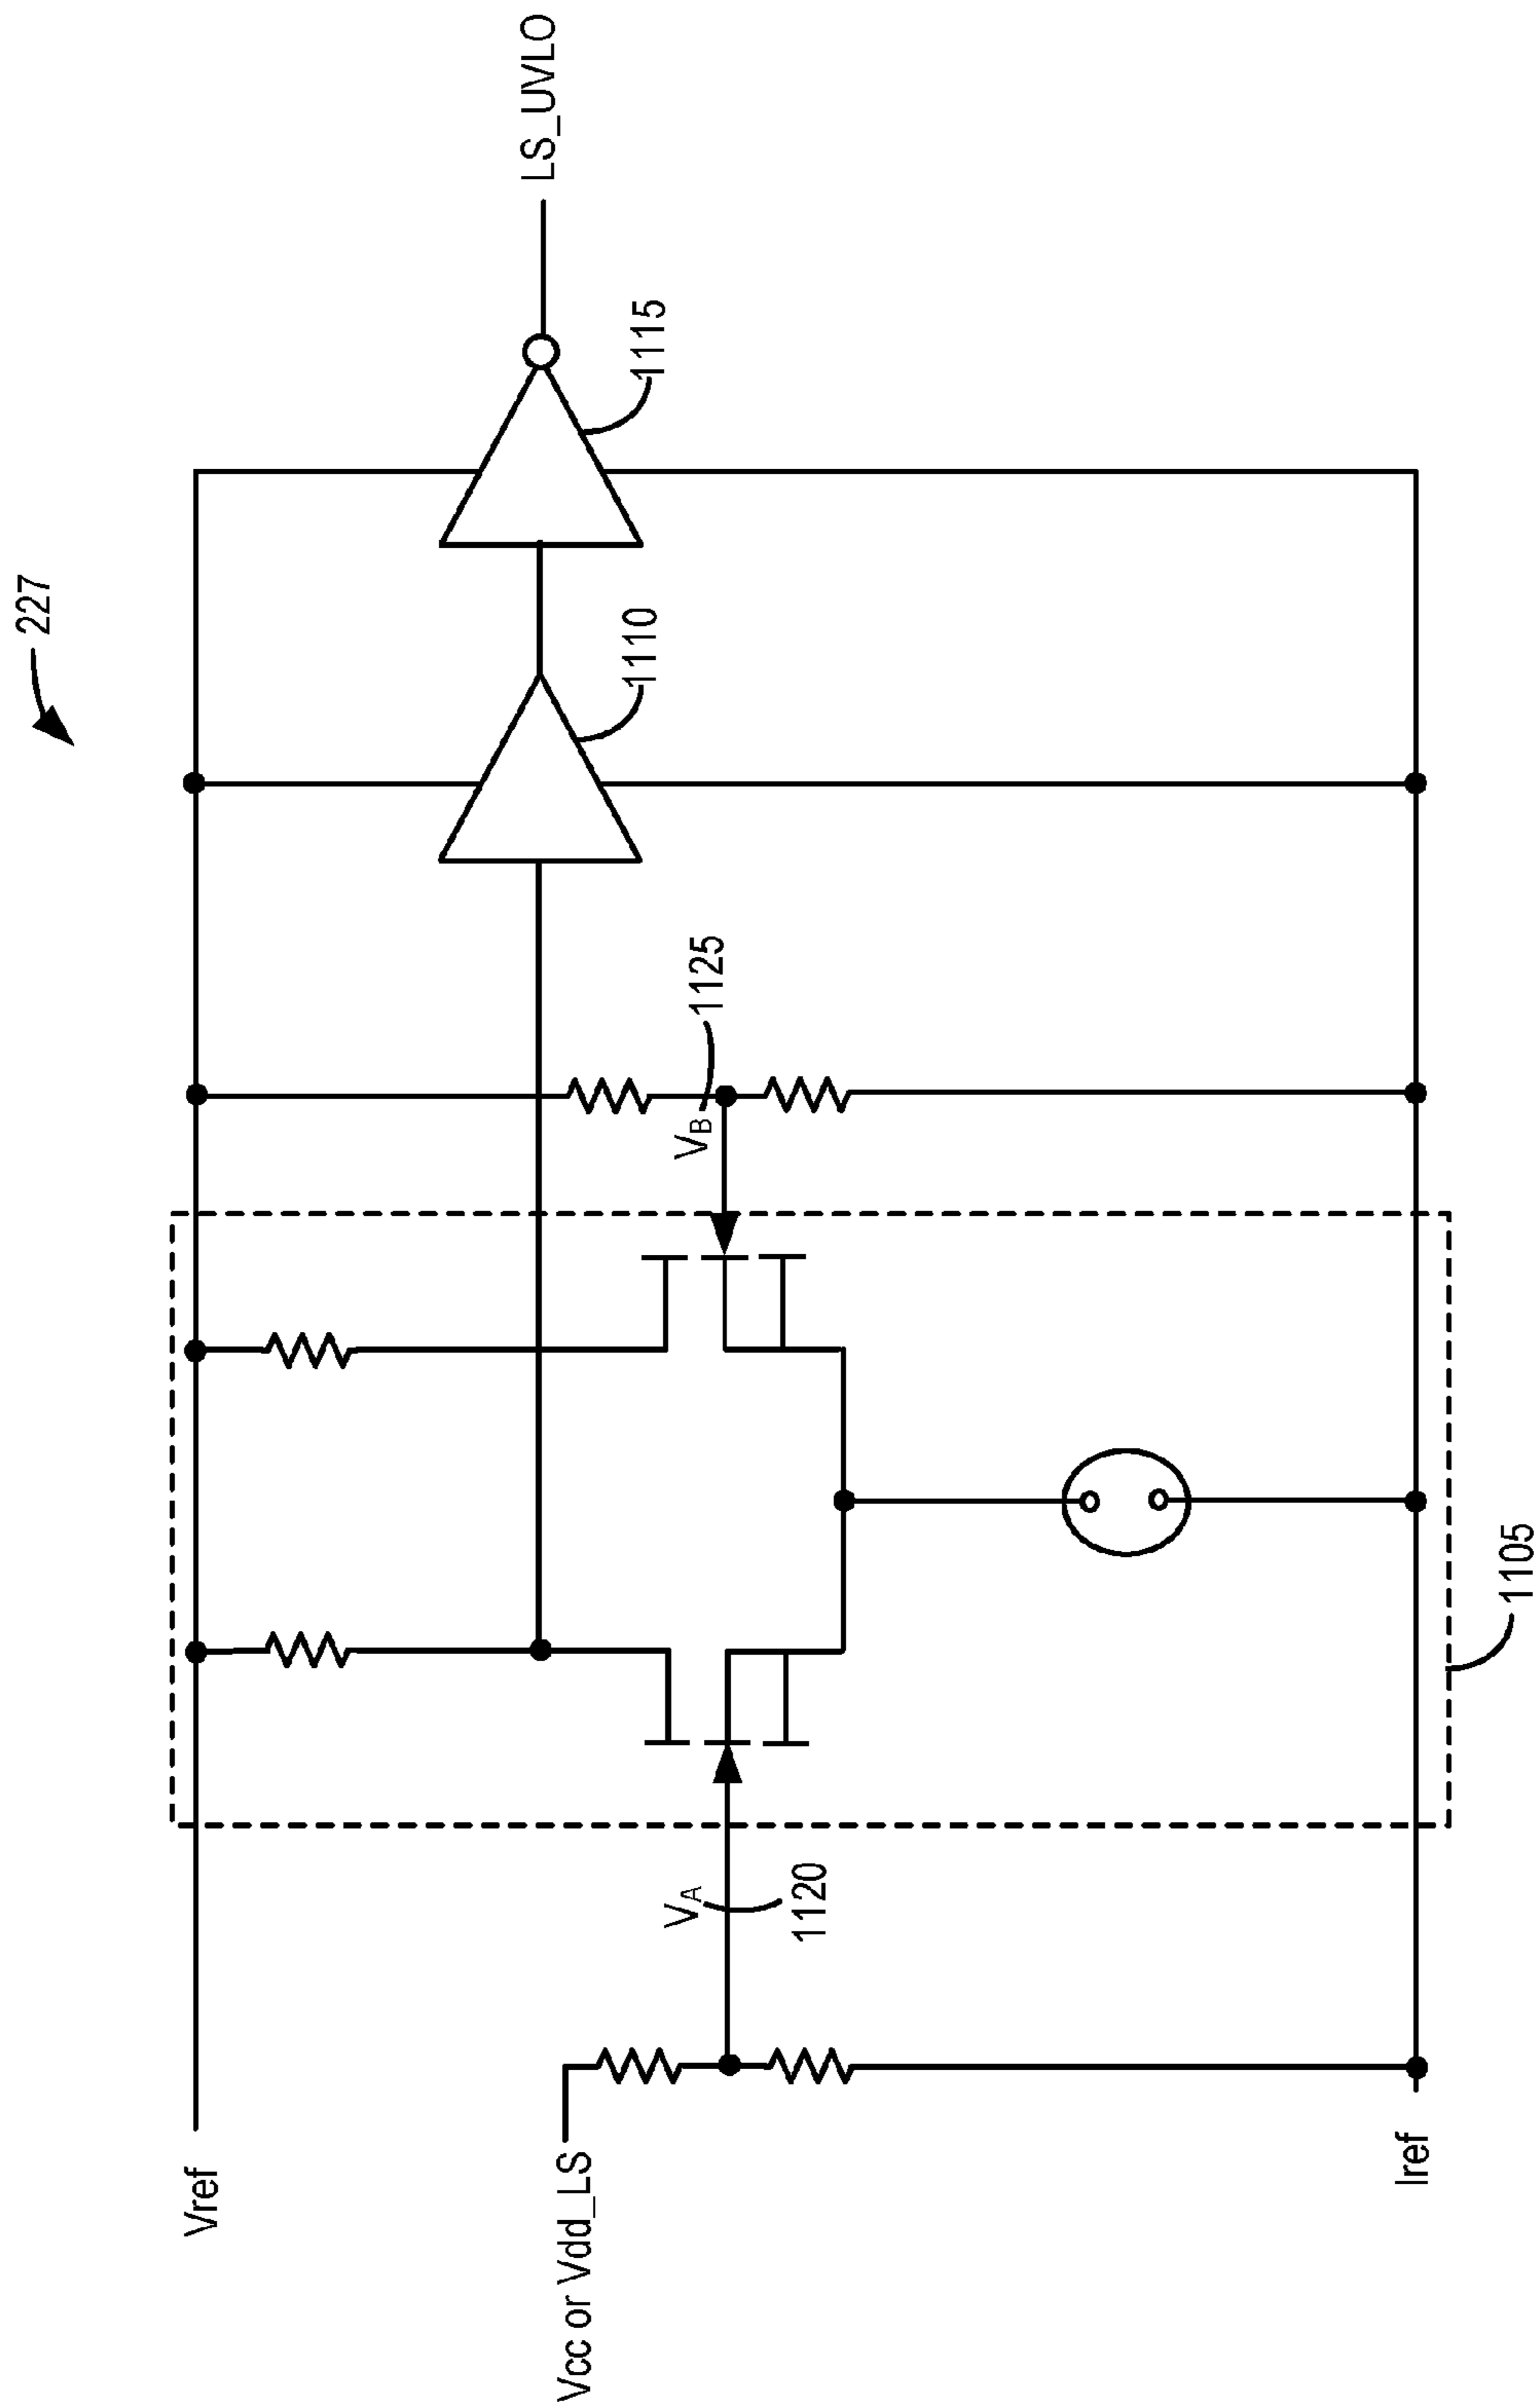 227
Vref
LS_UVLO
1115
1110
1125
VB
VA
1120
Vcc or Vdd_LS
1105
Iref